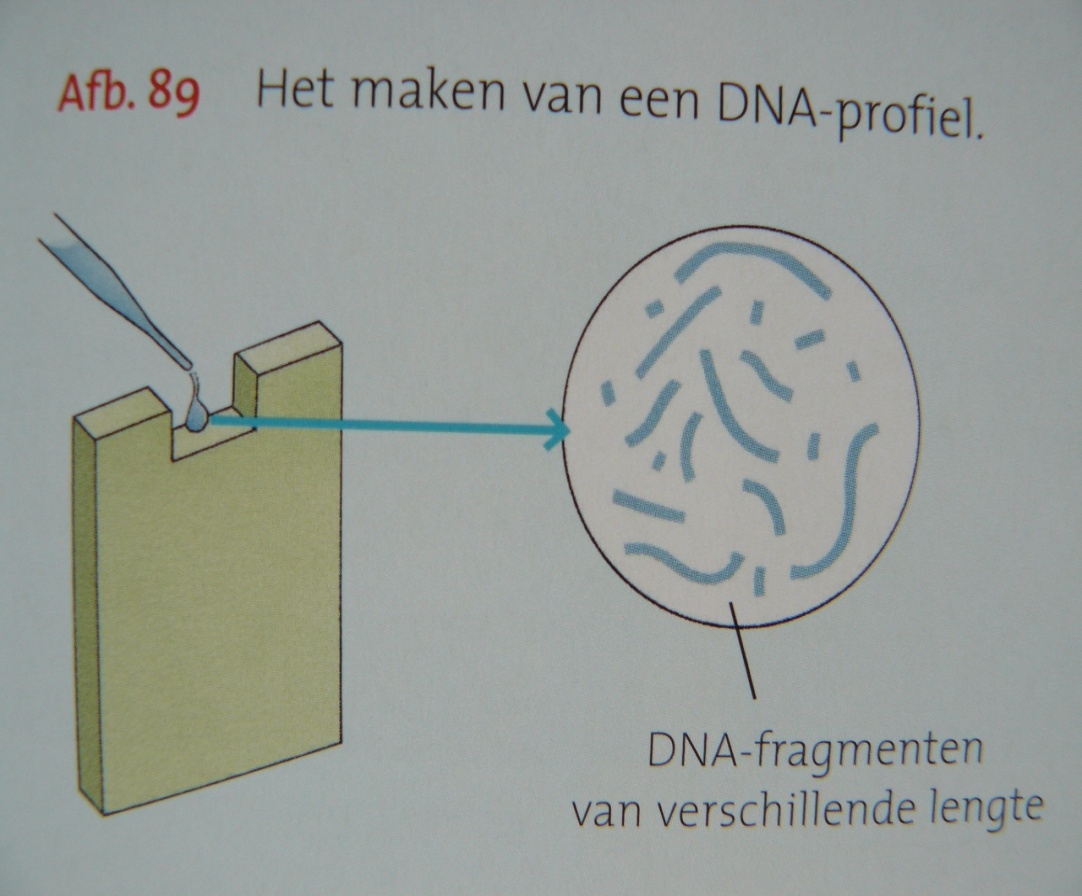 Afb. 89 Het maken van een DNA-profiel.
DNA-fragmenten
van verschillende lengte